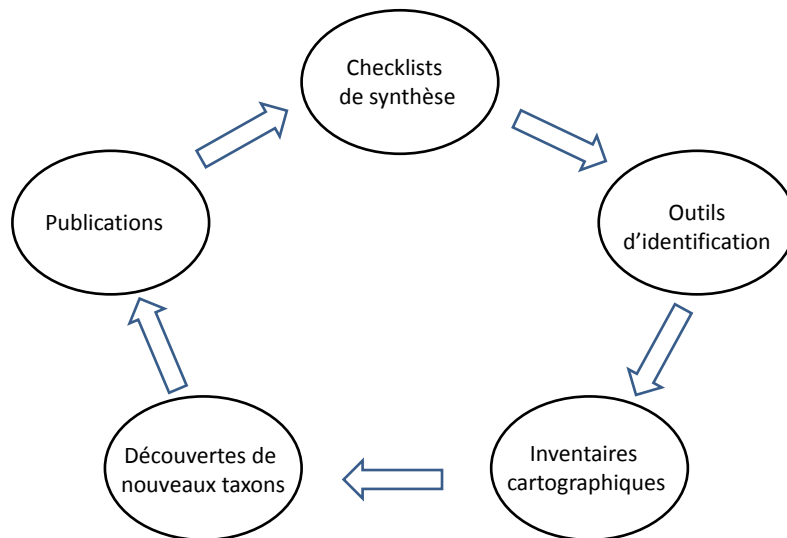 Checklists
de synthèse
Outils
d’identification
Inventaires
cartographiques
Découvertes de
nouveaux taxons
Publications